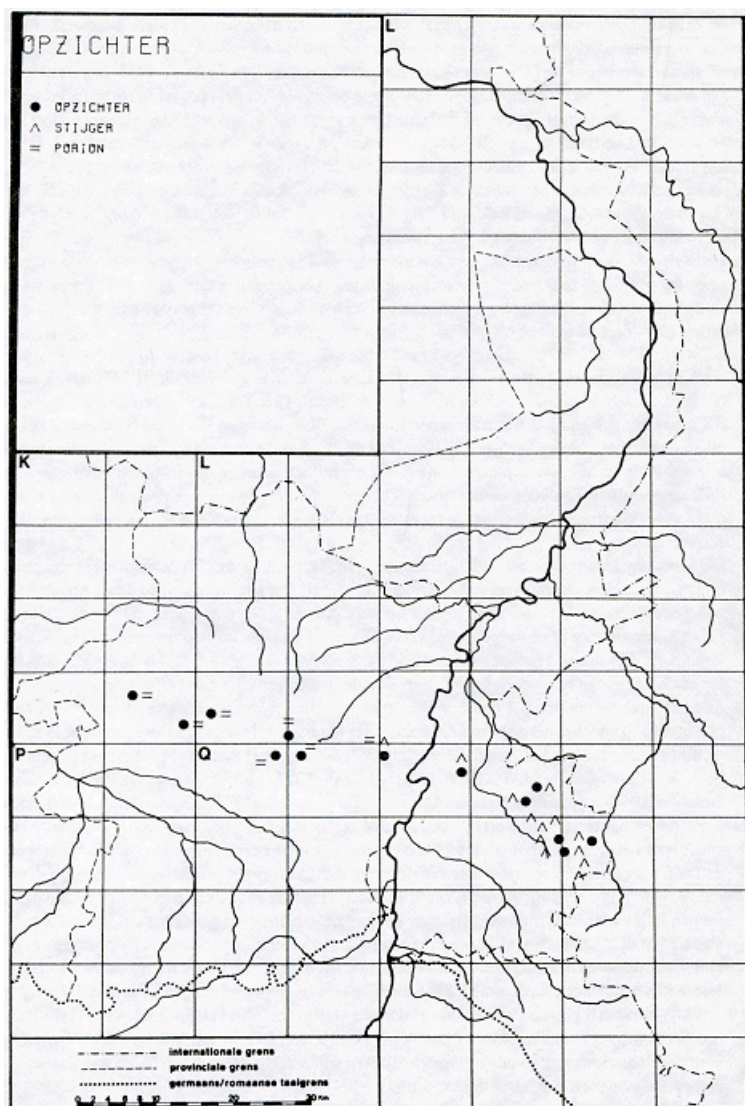 OPZICHTER
● OPZICHTER
^ STIJGER
= PORION
L
K
L
P
Q
internationale grens
provinciale grens
germaans/romaanse taalgrens
0 2 4 6 8 10 20 30 Km